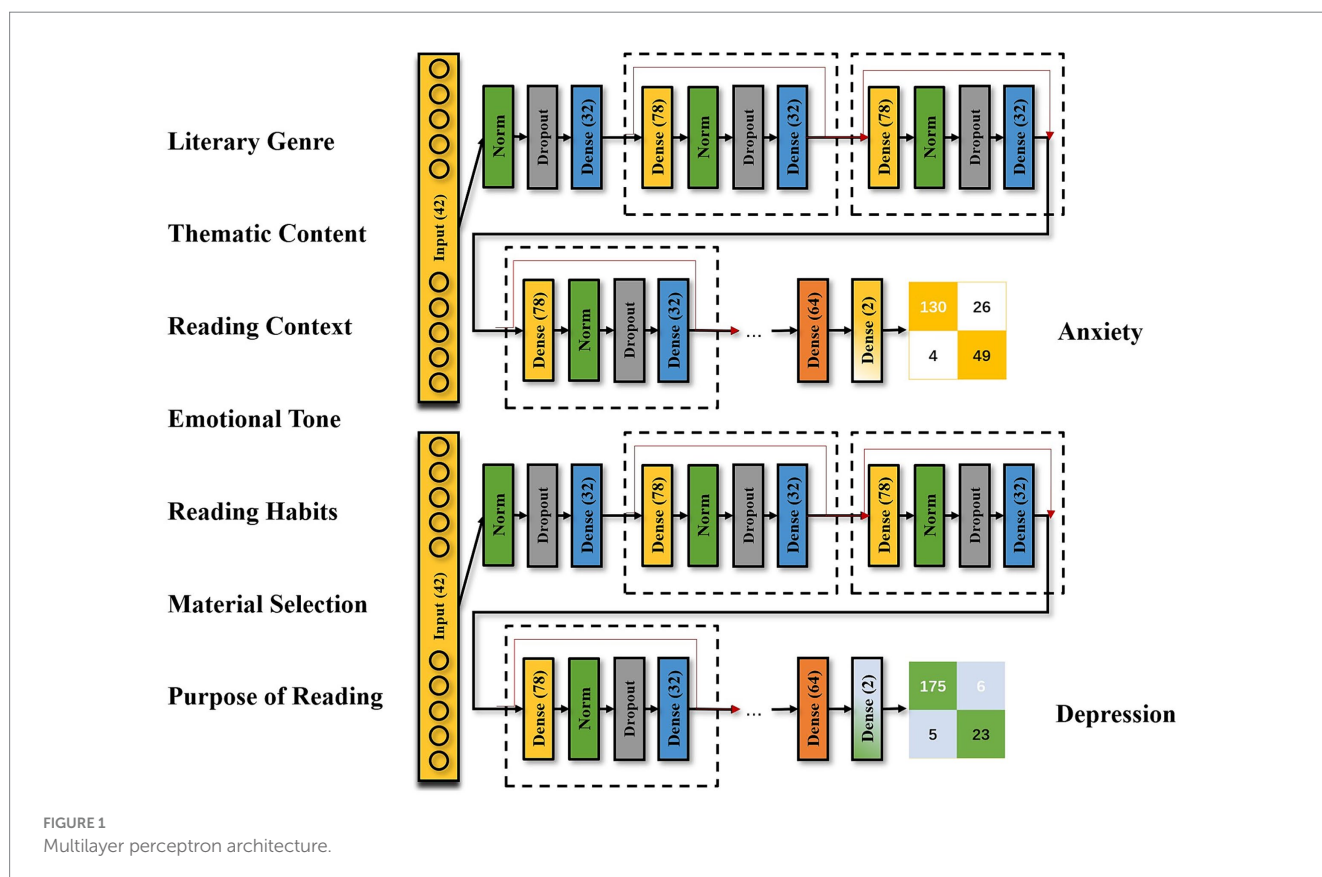 Literary Genre
Thematic Content
Reading Context
Emotional Tone
Reading Habits
Material Selection
Purpose of Reading
Input (42)
Norm
Dropout
Dense (32)
Dense (78)
Norm
Dropout
Dense (32)
Dense (78)
Norm
Dropout
Dense (32)
Dense (78)
Norm
Dropout
Dense (32)
...
Dense (64)
Dense (2)
130 26
4 49
Anxiety
Input (42)
Norm
Dropout
Dense (32)
Dense (78)
Norm
Dropout
Dense (32)
Dense (78)
Norm
Dropout
Dense (32)
Dense (78)
Norm
Dropout
Dense (32)
...
Dense (64)
Dense (2)
175 6
5 23
Depression
FIGURE 1
Multilayer perceptron architecture.